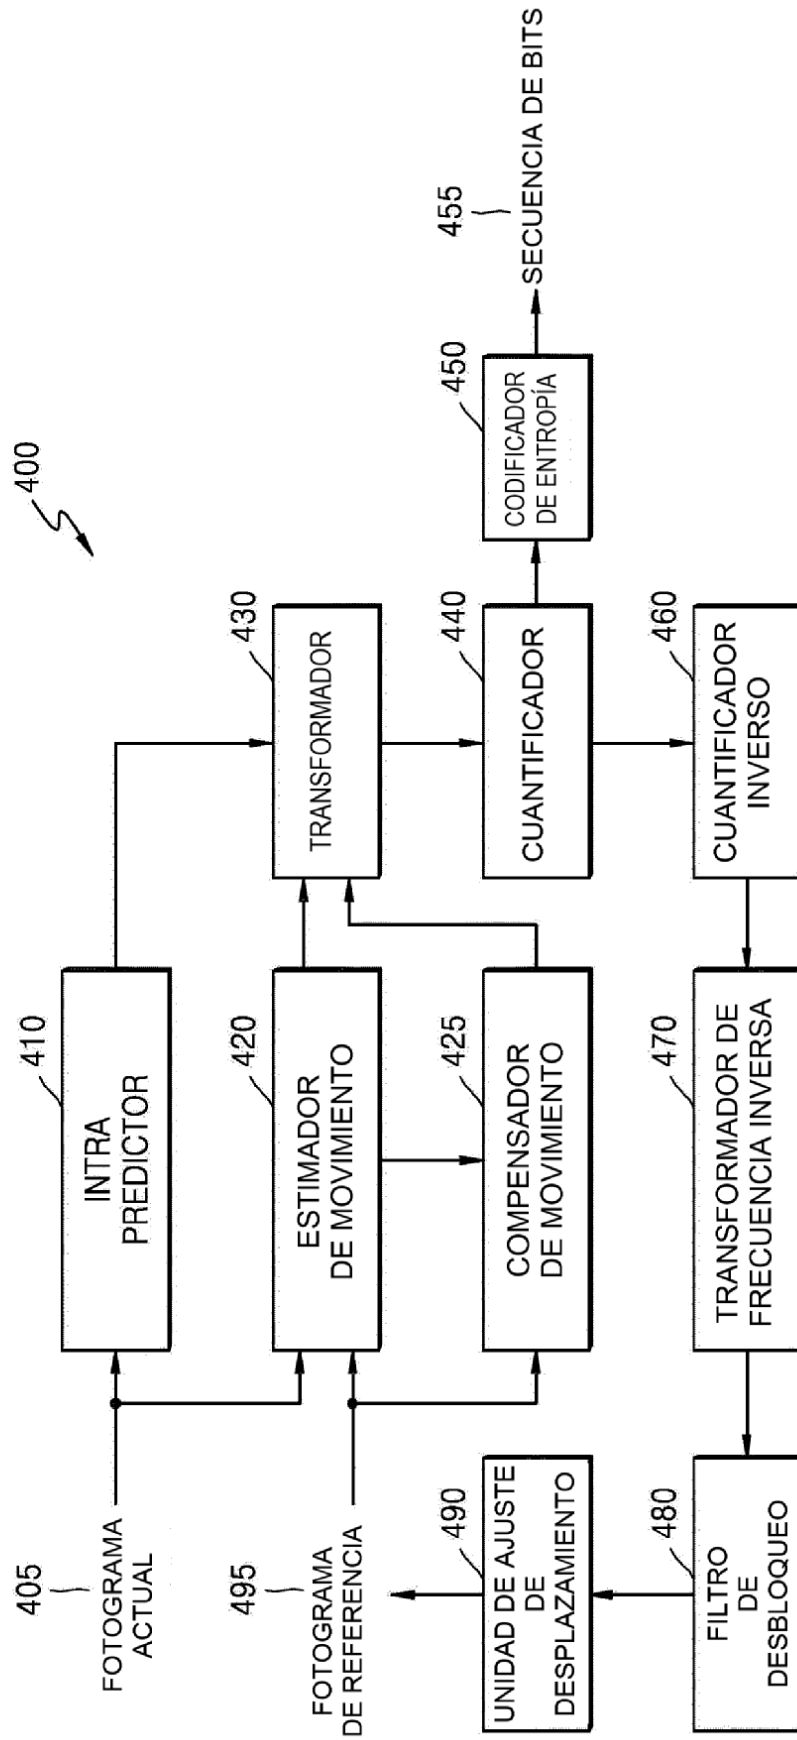 400
405
FOTOGRAMA
ACTUAL
410
INTRA
PREDICTOR
495
FOTOGRAMA
DE REFERENCIA
420
ESTIMADOR
DE MOVIMIENTO
430
TRANSFORMADOR
490
UNIDAD DE AJUSTE
DE
DESPLAZAMIENTO
425
COMPENSADOR
DE MOVIMIENTO
440
CUANTIFICADOR
450
CODIFICADOR
DE ENTROPÍA
455
SECUENCIA DE BITS
480
FILTRO
DE
DESBLOQUEO
470
TRANSFORMADOR DE
FRECUENCIA INVERSA
460
CUANTIFICADOR
INVERSO